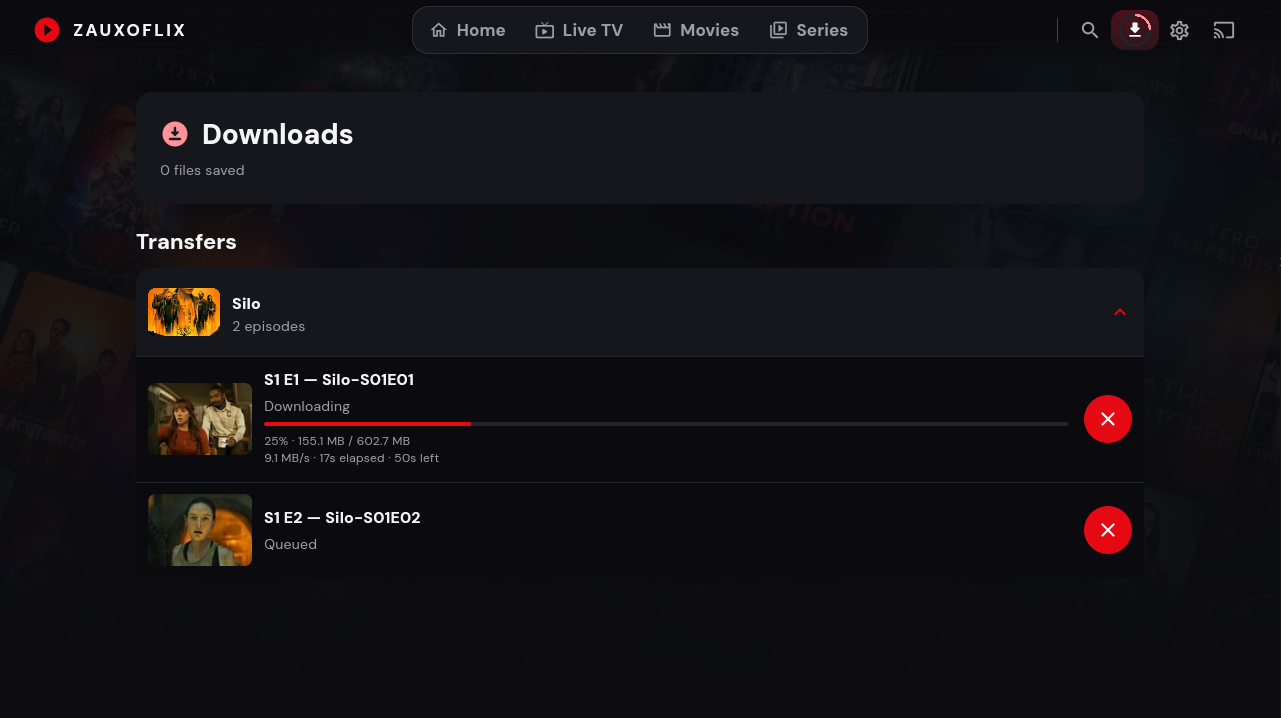 ZAUXOFLIX
Home
Live TV
Movies
Series
Downloads
0 files saved
Transfers
Silo
2 episodes
S1 E1 — Silo-S01E01
Downloading
25% · 155.1 MB / 602.7 MB
9.1 MB/s · 17s elapsed · 50s left
S1 E2 — Silo-S01E02
Queued